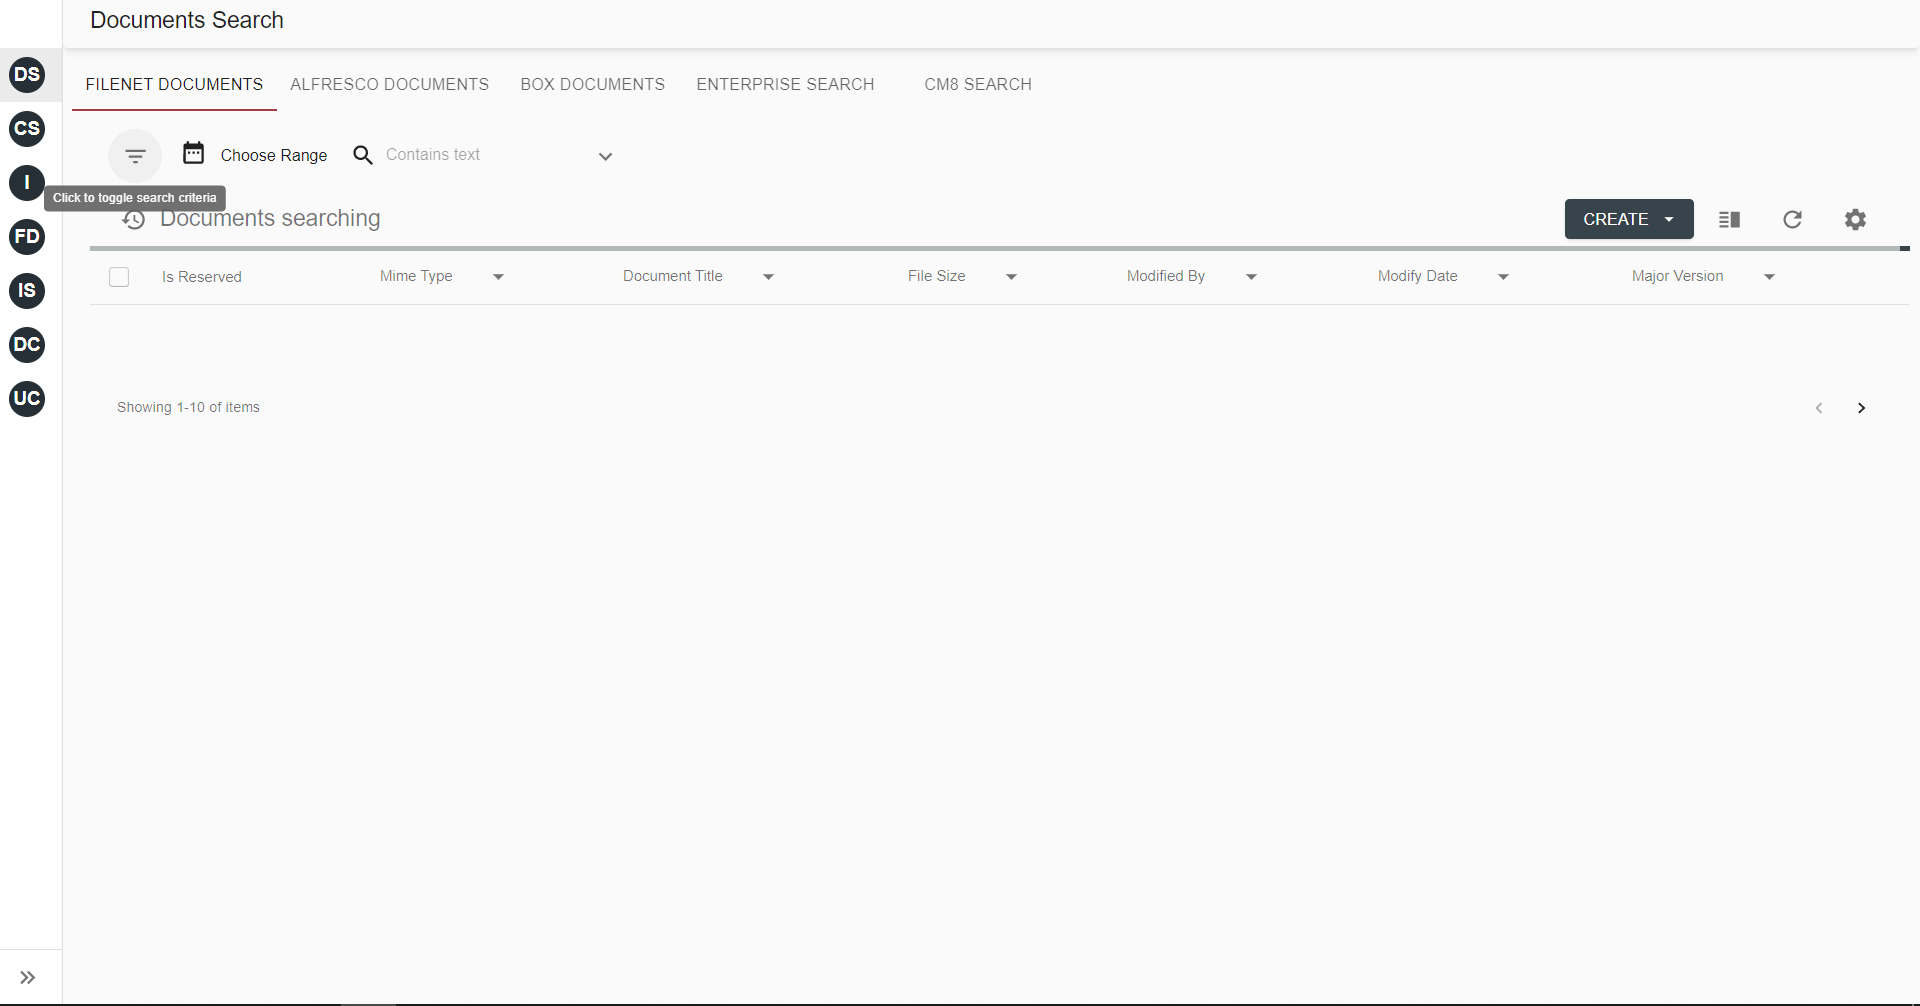 Documents Search
DS
CS
I
FD
IS
DC
UC
FILENET DOCUMENTS
ALFRESCO DOCUMENTS
BOX DOCUMENTS
ENTERPRISE SEARCH
CM8 SEARCH
Choose Range
Contains text
Click to toggle search criteria
Documents searching
CREATE
Is Reserved
Mime Type
Document Title
File Size
Modified By
Modify Date
Major Version
Showing 1-10 of items